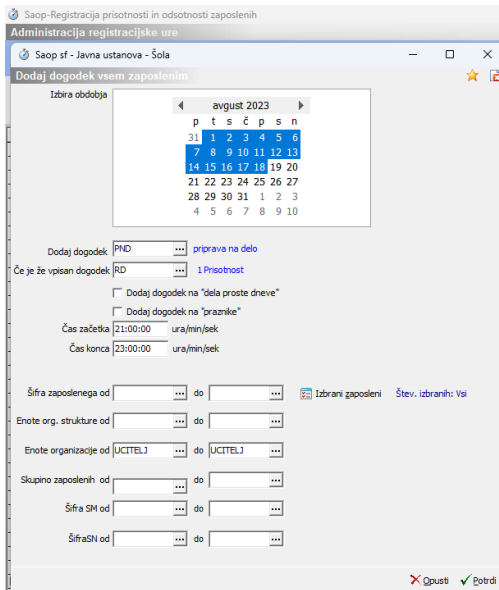 Saop-Registracija prisotnosti in odsotnosti zaposlenih
Administracija registracijske ure
Saop sf - Javna ustanova - Šola
Dodaj dogodek vsem zaposlenim
Izbira obdobja
avgust 2023
p t s č p s n
31 1 2 3 4 5 6
7 8 9 10 11 12 13
14 15 16 17 18 19 20
21 22 23 24 25 26 27
28 29 30 31 1 2 3
4 5 6 7 8 9 10
Dodaj dogodek PND ... priprava na delo
Če je že vpisan dogodek RD ... 1 Prisotnost
Dodaj dogodek na "dela proste dneve"
Dodaj dogodek na "praznike"
Čas začetka 21:00:00 ura/min/sek
Čas konca 23:00:00 ura/min/sek
Šifra zaposlenega od ... do ... Izbrani zaposleni Štev. izbranih: Vsi
Enote org. strukture od ... do ...
Enote organizacije od UCITELJ ... do UCITELJ ...
Skupino zaposlenih od ... do ...
Šifra SM od ... do ...
ŠifraSN od ... do ...
Opusti Potrdi